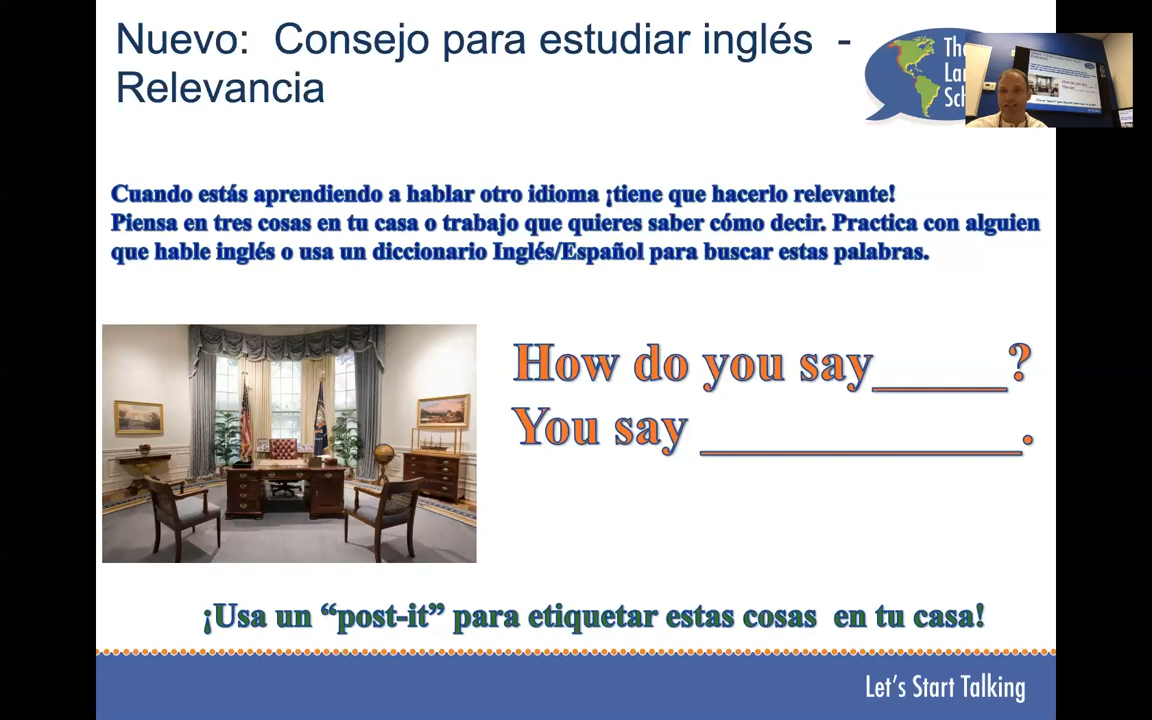 Nuevo:  Consejo para estudiar inglés  -
Relevancia
The
Cuando estás aprendiendo a hablar otro idioma ¡tiene que hacerlo relevante!
Piensa en tres cosas en tu casa o trabajo que quieres saber cómo decir. Practica con alguien
que hable inglés o usa un diccionario Inglés/Español para buscar estas palabras.
How do you say_____?
You say ____________.
¡Usa un “post-it” para etiquetar estas cosas  en tu casa!
Let's Start Talking